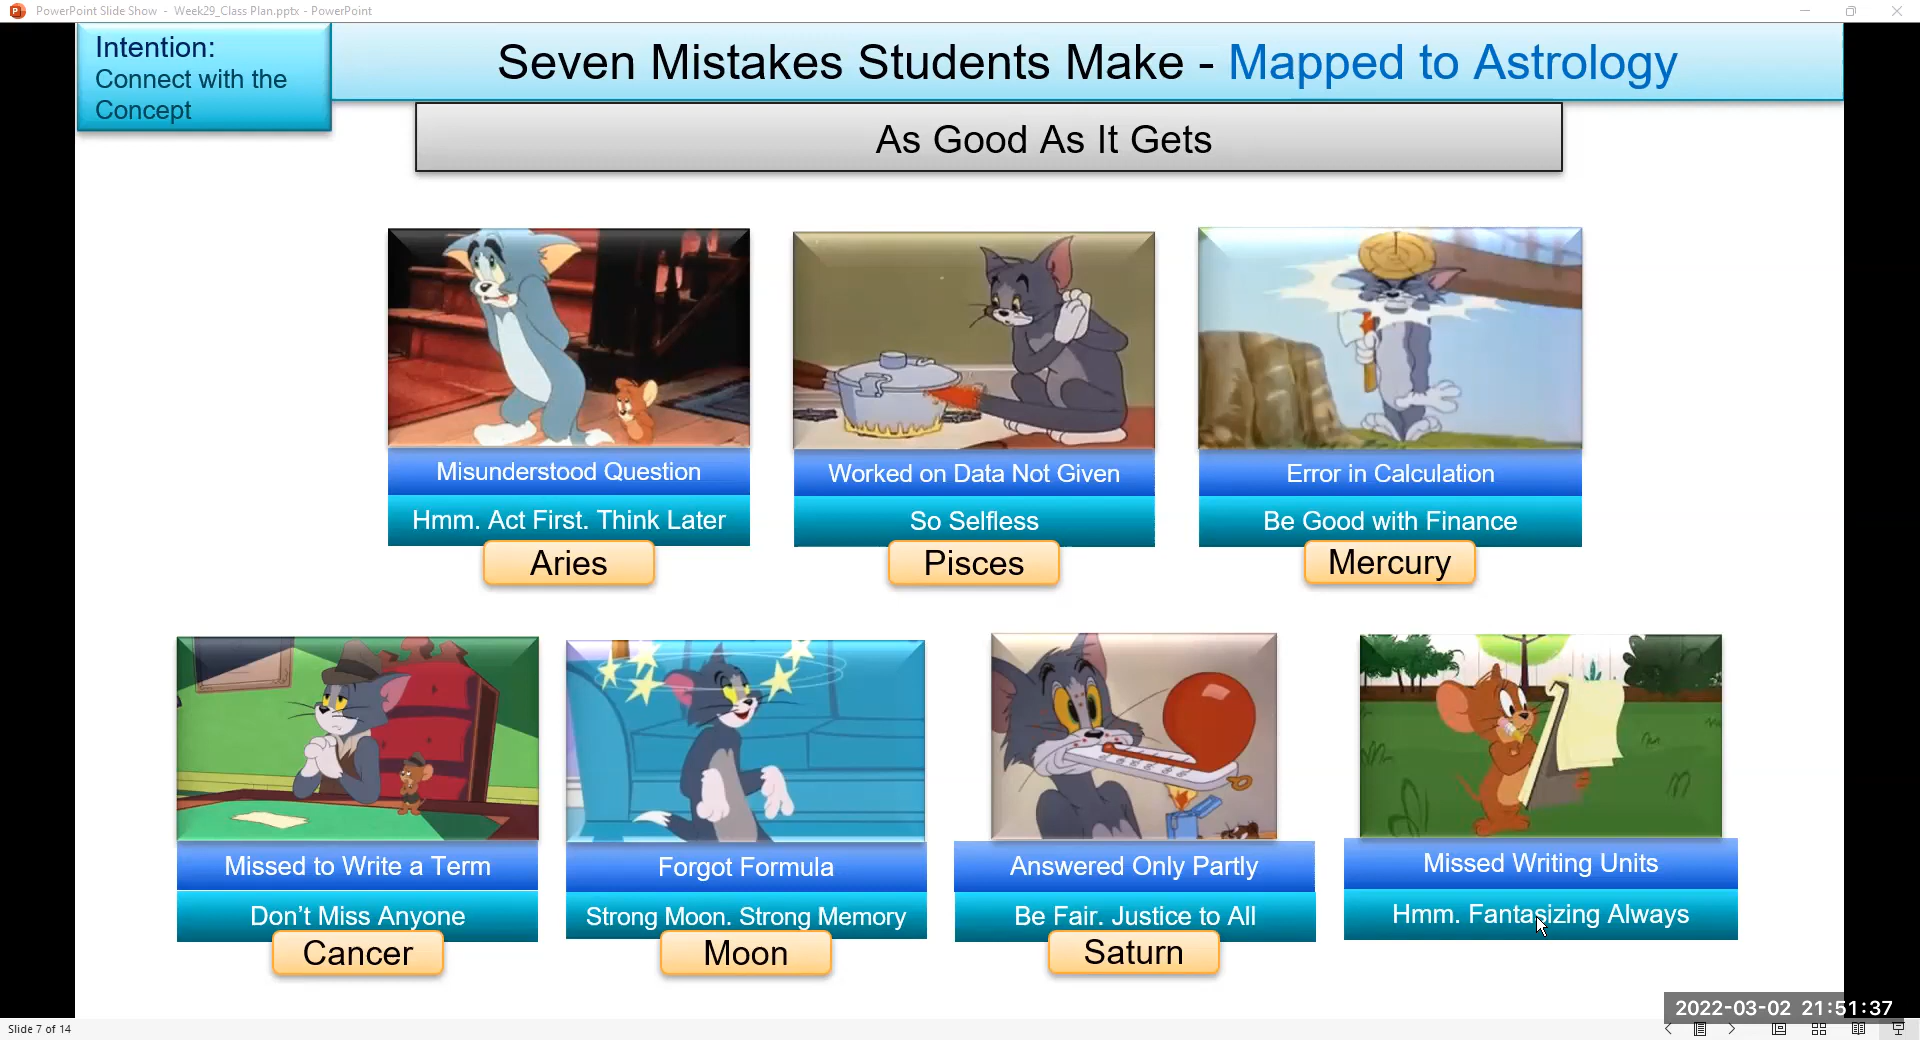 PowerPoint Slide Show - Week29_Class Plan.pptx - PowerPoint
Intention:
Connect with the
Concept
Seven Mistakes Students Make - Mapped to Astrology
As Good As It Gets
Misunderstood Question
Hmm. Act First. Think Later
Aries
Worked on Data Not Given
So Selfless
Pisces
Error in Calculation
Be Good with Finance
Mercury
Missed to Write a Term
Don't Miss Anyone
Cancer
Forgot Formula
Strong Moon. Strong Memory
Moon
Answered Only Partly
Be Fair. Justice to All
Saturn
Missed Writing Units
Hmm. Fantasizing Always
2022-03-02 21:51:37
Slide 7 of 14